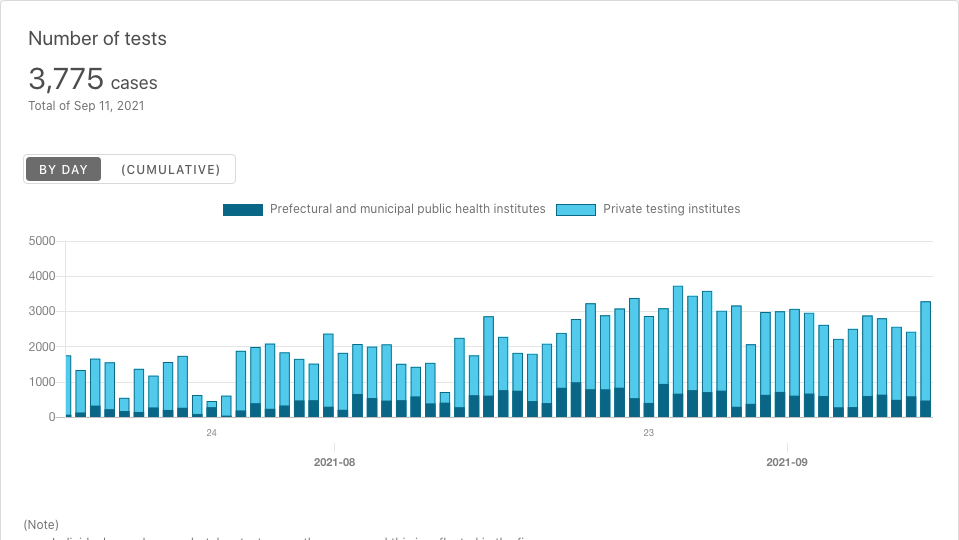 Number of tests
3,775 cases
Total of Sep 11, 2021
BY DAY (CUMULATIVE)
Prefectural and municipal public health institutes Private testing institutes
5000
4000
3000
2000
1000
0
24 23
2021-08 2021-09
(Note)